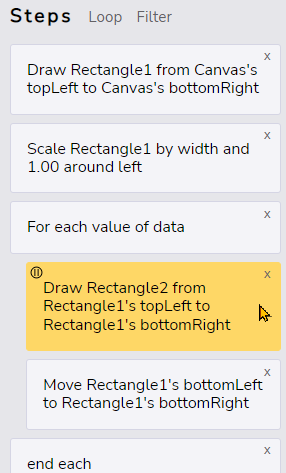 Steps Loop Filter
x
Draw Rectangle1 from Canvas's
topLeft to Canvas's bottomRight
x
Scale Rectangle1 by width and
1.00 around left
x
For each value of data
x
Draw Rectangle2 from
Rectangle1's topLeft to
Rectangle1's bottomRight
x
Move Rectangle1's bottomLeft
to Rectangle1's bottomRight
x
end each